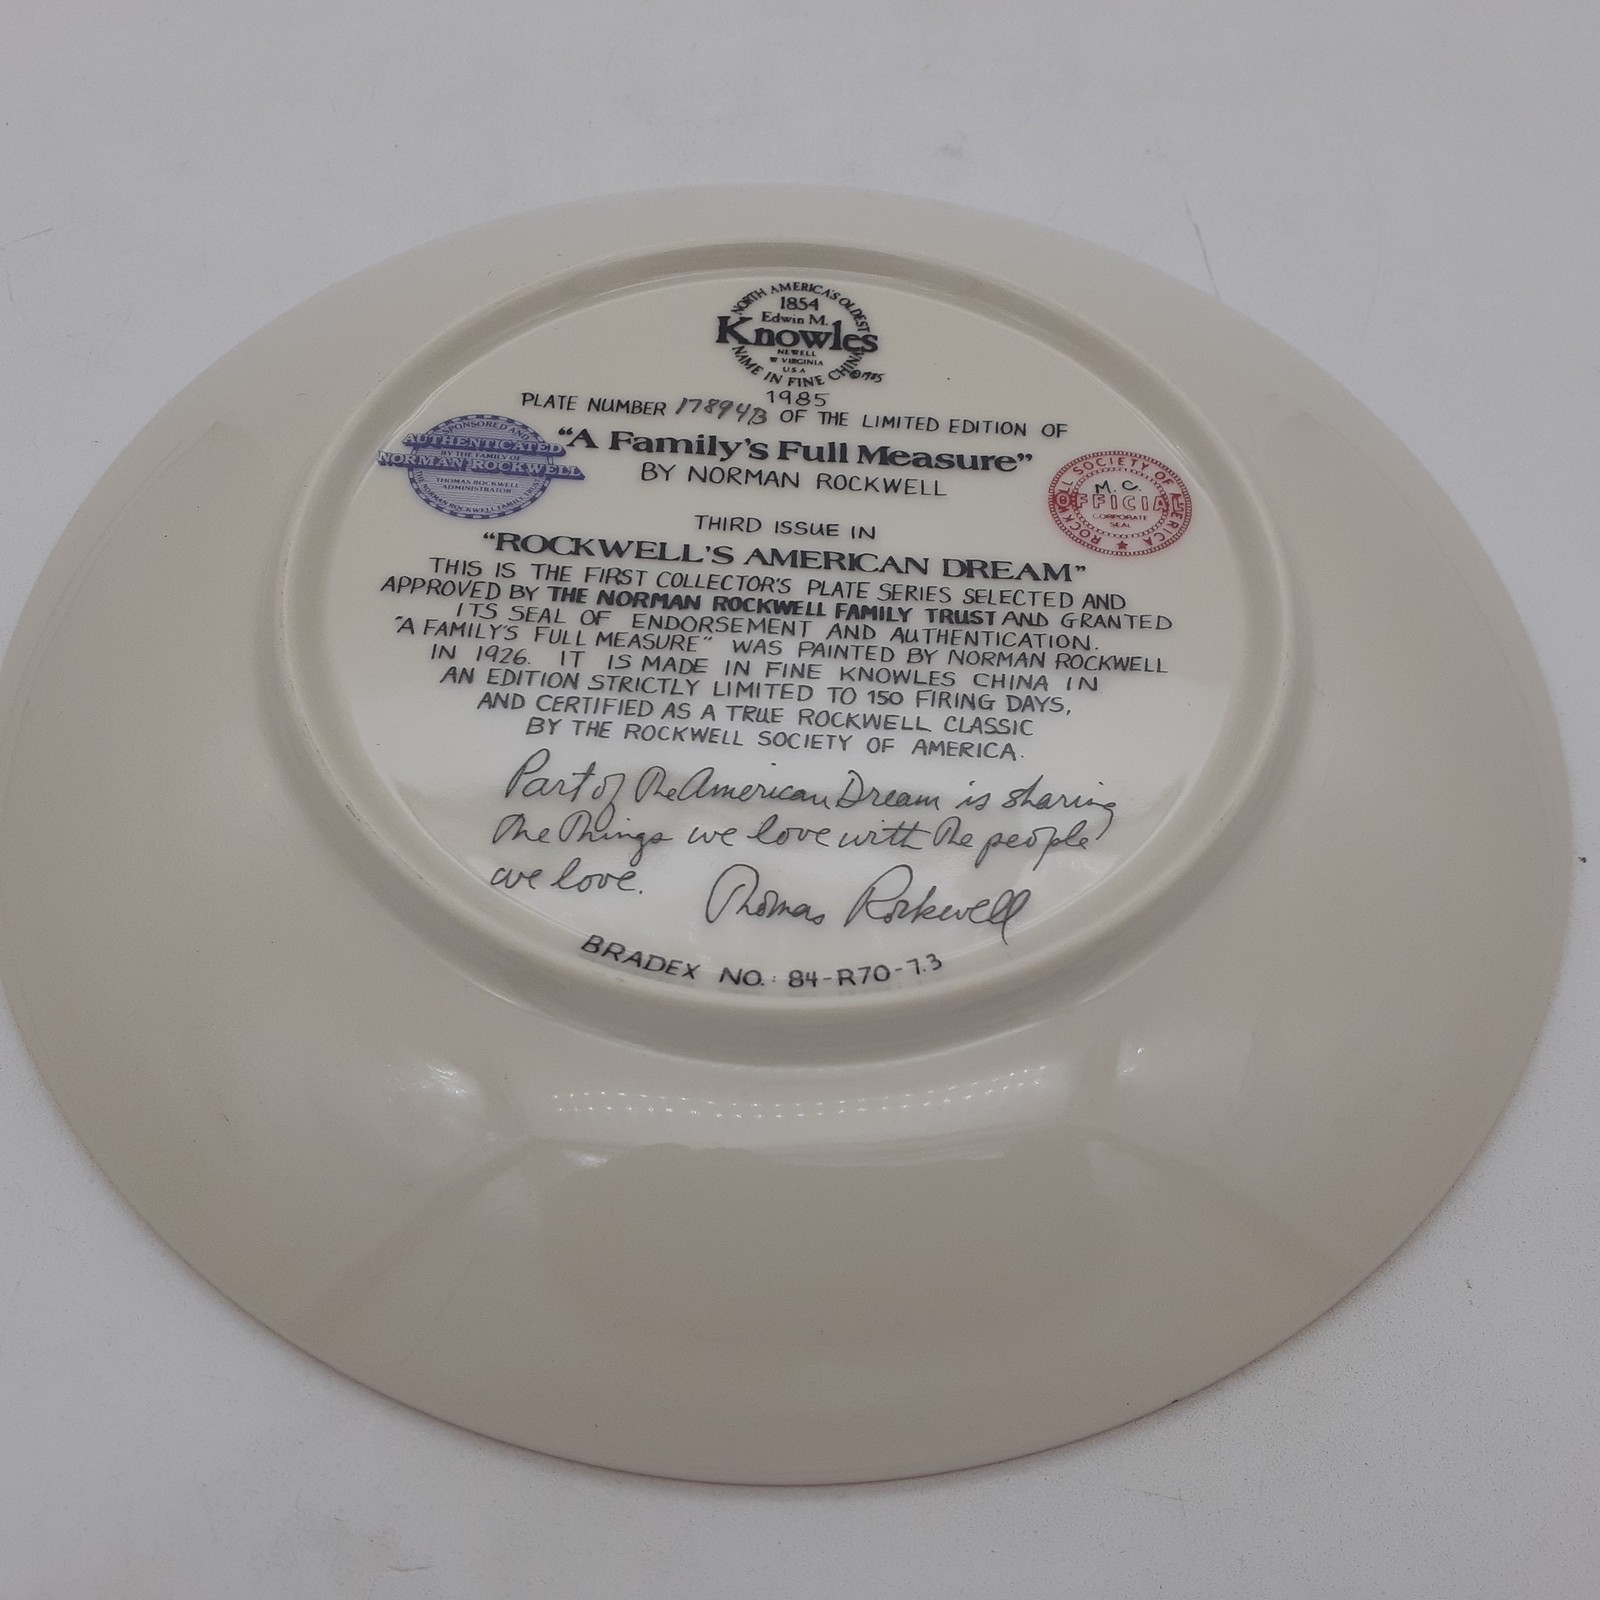 NORTH AMERICA'S OLDEST
1854
Edwin M.
Knowles
NEWELL
W VIRGINIA
USA
NAME IN FINE CHINA
©1985
1985
PLATE NUMBER 17894B OF THE LIMITED EDITION OF
"A Family's Full Measure"
BY NORMAN ROCKWELL
SPONSORED AND
AUTHENTICATED
BY THE FAMILY OF
NORMAN ROCKWELL
THOMAS ROCKWELL
ADMINISTRATOR
THE NORMAN ROCKWELL FAMILY TRUST
ROCKWELL SOCIETY OF AMERICA
M.C.
OFFICIAL
CORPORATE
SEAL
THIRD ISSUE IN
"ROCKWELL'S AMERICAN DREAM"
THIS IS THE FIRST COLLECTOR'S PLATE SERIES SELECTED AND
APPROVED BY THE NORMAN ROCKWELL FAMILY TRUST AND GRANTED
ITS SEAL OF ENDORSEMENT AND AUTHENTICATION.
"A FAMILY'S FULL MEASURE" WAS PAINTED BY NORMAN ROCKWELL
IN 1926. IT IS MADE IN FINE KNOWLES CHINA IN
AN EDITION STRICTLY LIMITED TO 150 FIRING DAYS,
AND CERTIFIED AS A TRUE ROCKWELL CLASSIC
BY THE ROCKWELL SOCIETY OF AMERICA.
Part of the American Dream is sharing
the things we love with the people
we love. Thomas Rockwell
BRADEX NO.: 84-R70-7.3